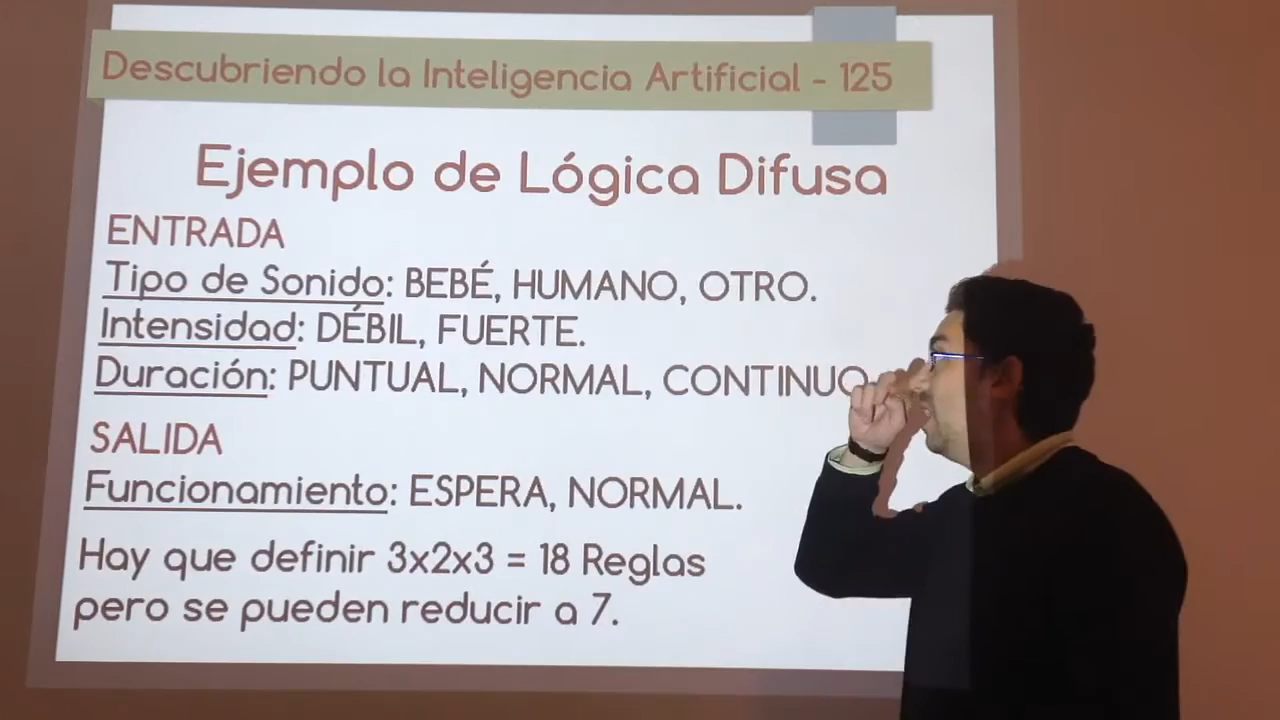 Descubriendo la Inteligencia Artificial - 125
Ejemplo de Lógica Difusa
ENTRADA
Tipo de Sonido: BEBÉ, HUMANO, OTRO.
Intensidad: DÉBIL, FUERTE.
Duración: PUNTUAL, NORMAL, CONTINUO
SALIDA
Funcionamiento: ESPERA, NORMAL.
Hay que definir 3x2x3 = 18 Reglas
pero se pueden reducir a 7.